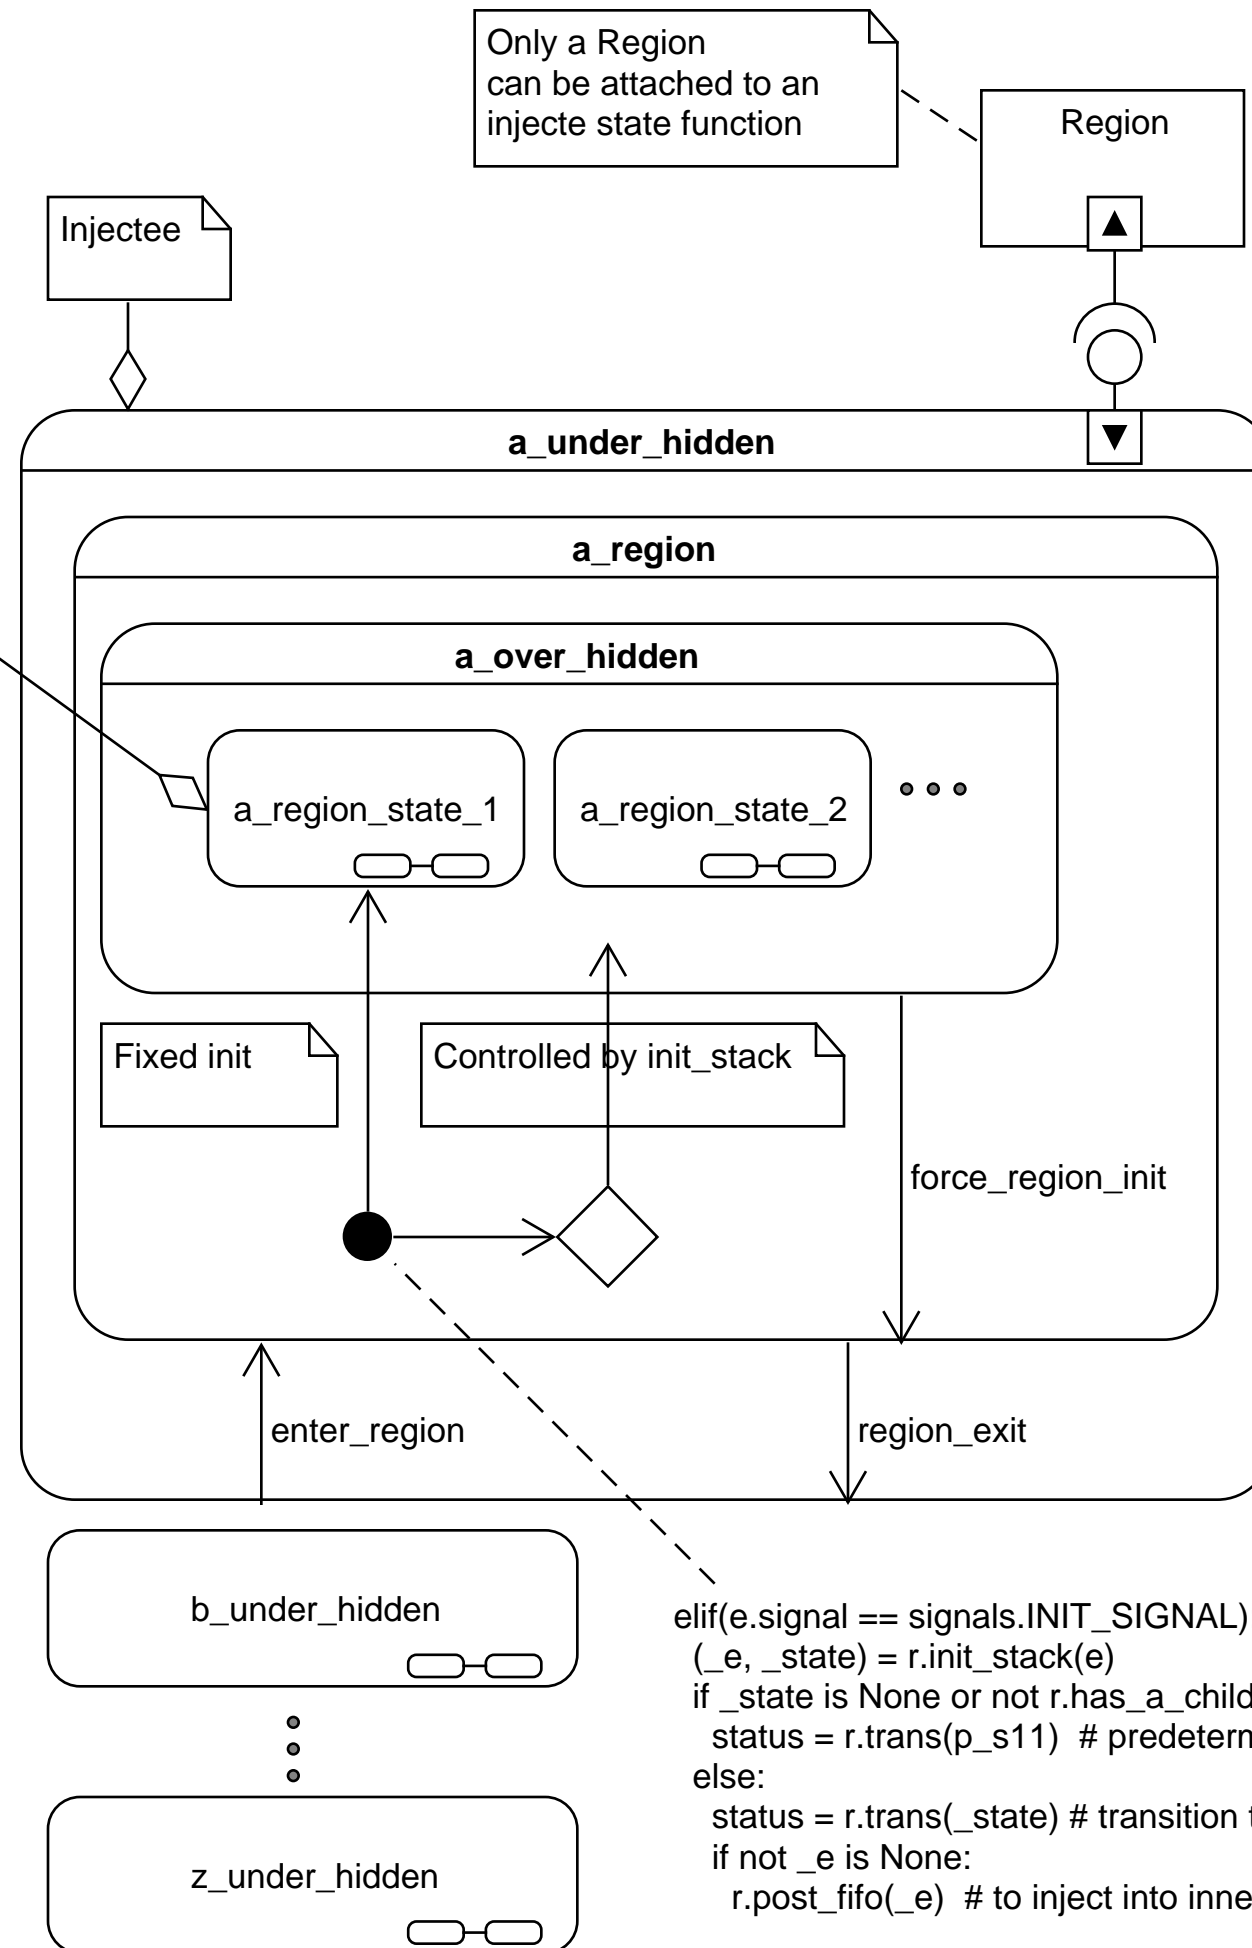 Only a Region
can be attached to an
injecte state function
Region
Injectee
a_under_hidden
a_region
a_over_hidden
a_region_state_1
a_region_state_2
Fixed init
Controlled by init_stack
force_region_init
enter_region
region_exit
b_under_hidden
z_under_hidden
elif(e.signal == signals.INIT_SIGNAL)
(_e, _state) = r.init_stack(e)
if _state is None or not r.has_a_child
status = r.trans(p_s11)  # predeterm
else:
status = r.trans(_state) # transition t
if not _e is None:
r.post_fifo(_e)  # to inject into inne